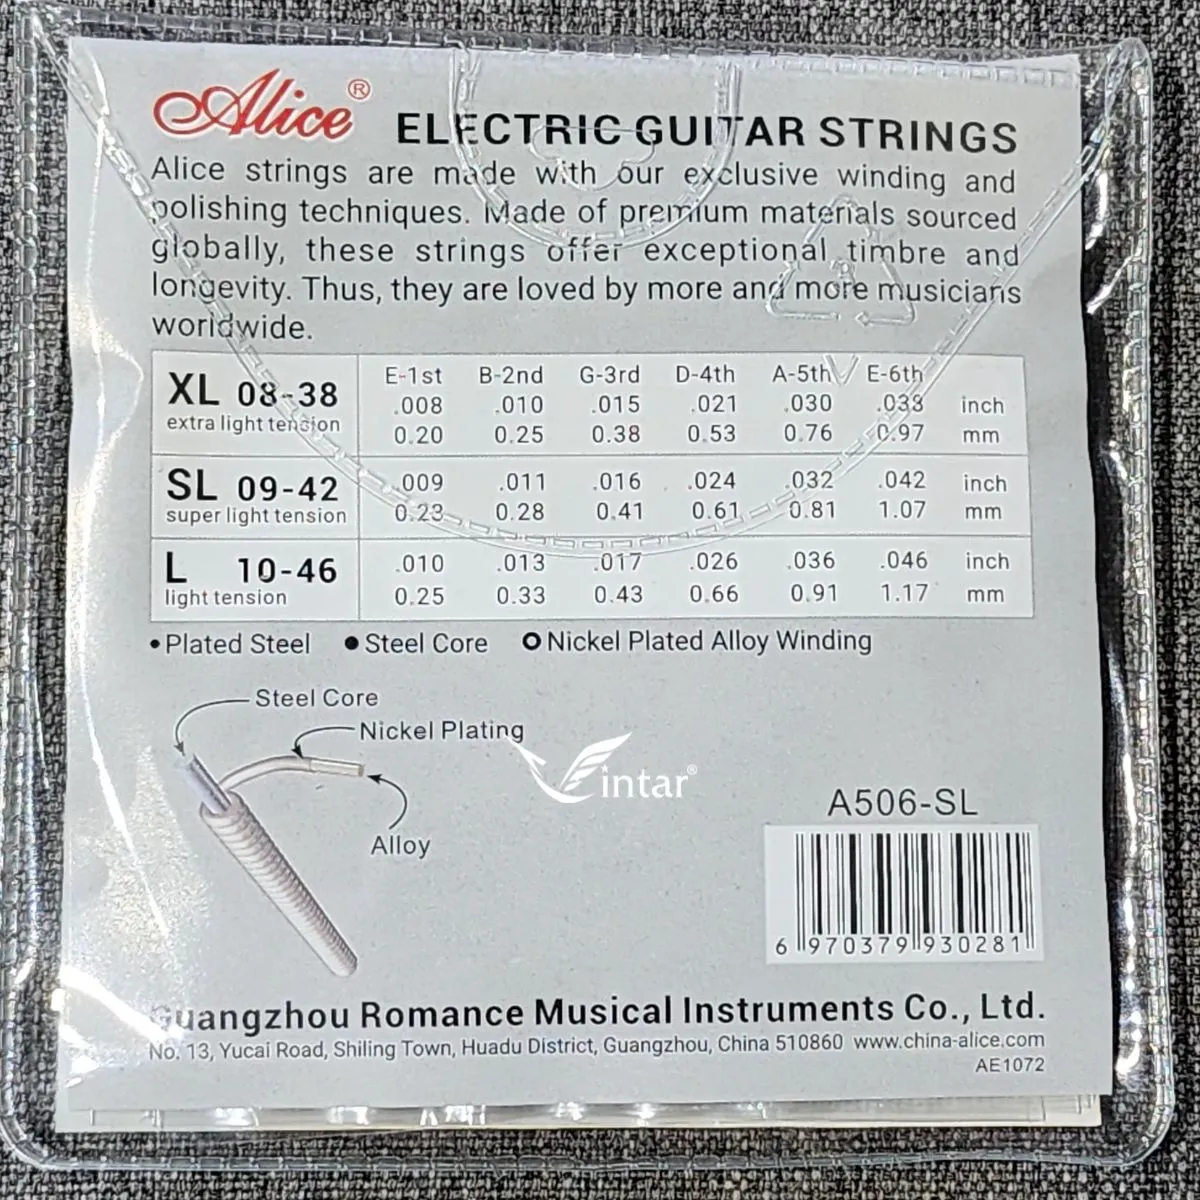 Alice®
ELECTRIC GUITAR STRINGS
Alice strings are made with our exclusive winding and
polishing techniques. Made of premium materials sourced
globally, these strings offer exceptional timbre and
longevity. Thus, they are loved by more and more musicians
worldwide.
E-1st B-2nd G-3rd D-4th A-5th E-6th
XL 08-38 .008 .010 .015 .021 .030 .038 inch
extra light tension 0.20 0.25 0.38 0.53 0.76 0.97 mm
SL 09-42 .009 .011 .016 .024 .032 .042 inch
super light tension 0.23 0.28 0.41 0.61 0.81 1.07 mm
L 10-46 .010 .013 .017 .026 .036 .046 inch
light tension 0.25 0.33 0.43 0.66 0.91 1.17 mm
•Plated Steel ●Steel Core ○Nickel Plated Alloy Winding
Steel Core
Nickel Plating
Vintar®
Alloy
A506-SL
6 970379 930281
Guangzhou Romance Musical Instruments Co., Ltd.
No. 13, Yucai Road, Shiling Town, Huadu District, Guangzhou, China 510860 www.china-alice.com
AE1072